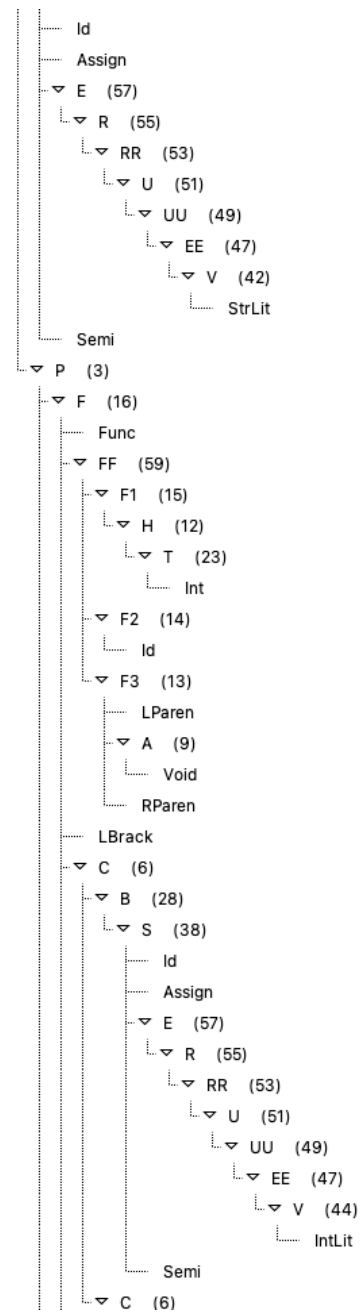 Id
Assign
E (57)
R (55)
RR (53)
U (51)
UU (49)
EE (47)
V (42)
StrLit
Semi
P (3)
F (16)
Func
FF (59)
F1 (15)
H (12)
T (23)
Int
F2 (14)
Id
F3 (13)
LParen
A (9)
Void
RParen
LBrack
C (6)
B (28)
S (38)
Id
Assign
E (57)
R (55)
RR (53)
U (51)
UU (49)
EE (47)
V (44)
IntLit
Semi
C (6)